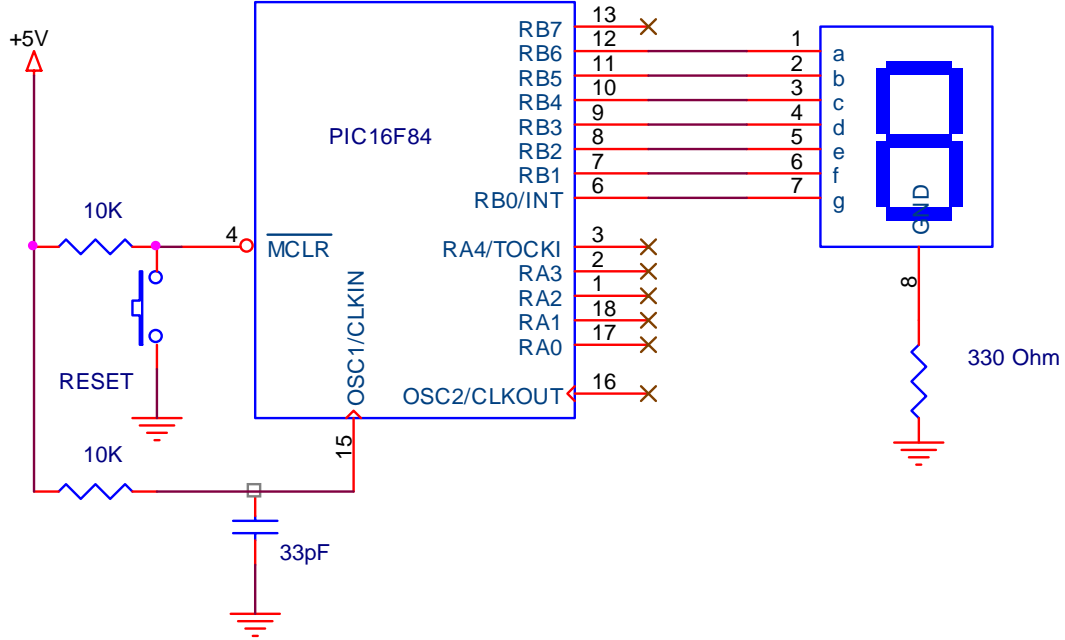 +5V
PIC16F84
RB7
13
RB6
12
1
a
RB5
11
2
b
RB4
10
3
c
RB3
9
4
d
RB2
8
5
e
RB1
7
6
f
RB0/INT
6
7
g
GND
8
10K
4
MCLR
RA4/TOCKI
3
RA3
2
RA2
1
RA1
18
RA0
17
OSC1/CLKIN
15
OSC2/CLKOUT
16
RESET
330 Ohm
10K
33pF